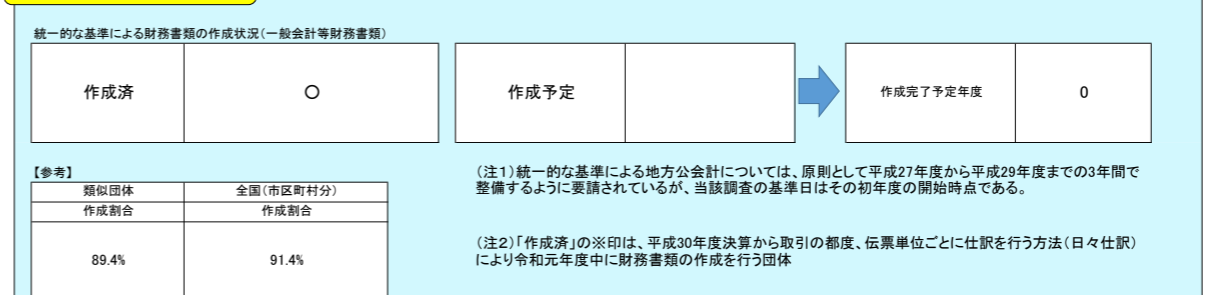 統一的な基準による財務書類の作成状況（一般会計等財務書類）
作成済
○
作成予定
作成完了予定年度
0
【参考】
類似団体
全国（市区町村分）
作成割合
作成割合
89.4%
91.4%
（注１）統一的な基準による地方公会計については、原則として平成27年度から平成29年度までの3年間で
整備するように要請されているが、当該調査の基準日はその初年度の開始時点である。
（注２）「作成済」の※印は、平成30年度決算から取引の都度、伝票単位ごとに仕訳を行う方法（日々仕訳）
により令和元年度中に財務書類の作成を行う団体